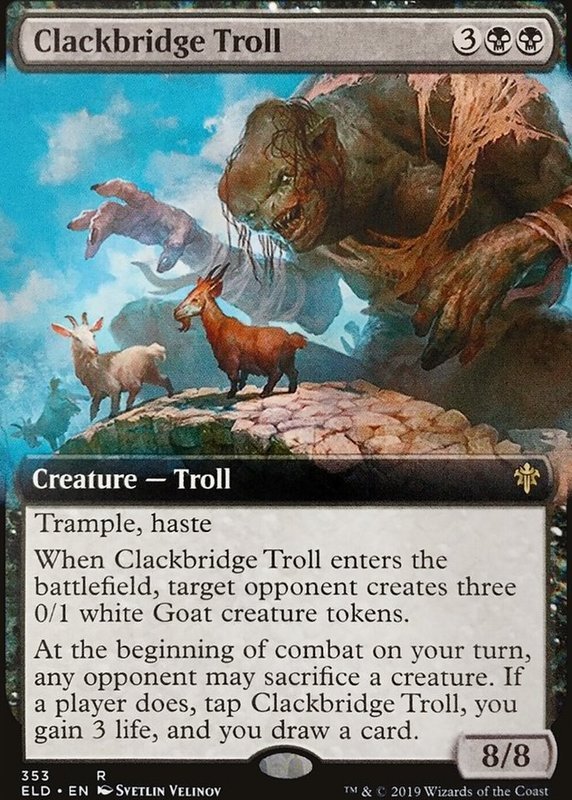 Clackbridge Troll 3
Creature — Troll
Trample, haste
When Clackbridge Troll enters the
battlefield, target opponent creates three
0/1 white Goat creature tokens.
At the beginning of combat on your turn,
any opponent may sacrifice a creature. If
a player does, tap Clackbridge Troll, you
gain 3 life, and you draw a card.
8/8
353 R
ELD • EN Svetlin Velinov
™ & © 2019 Wizards of the Coast